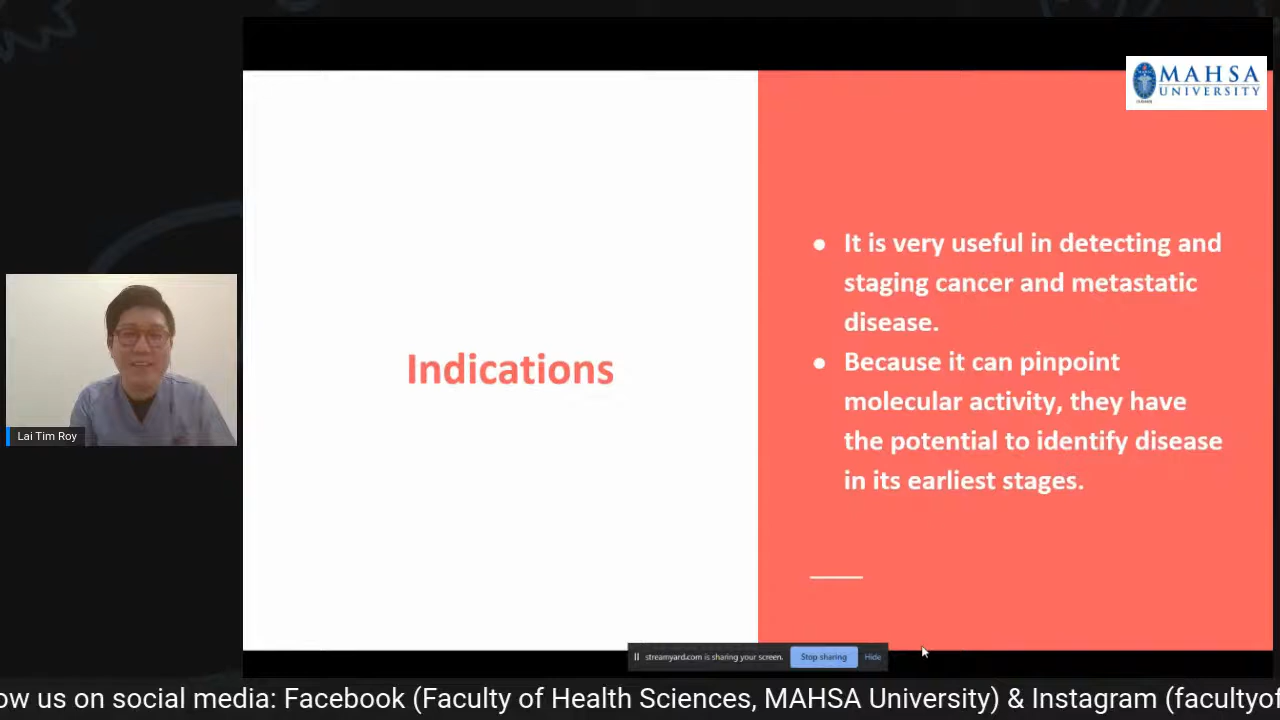 MAHSA
UNIVERSITY
It is very useful in detecting and
staging cancer and metastatic
disease.
Indications
Because it can pinpoint
molecular activity, they have
the potential to identify disease
in its earliest stages.
Lai Tim Roy
streamyard.com is sharing your screen. Stop sharing Hide
ow us on social media: Facebook (Faculty of Health Sciences, MAHSA University) & Instagram (facultyof